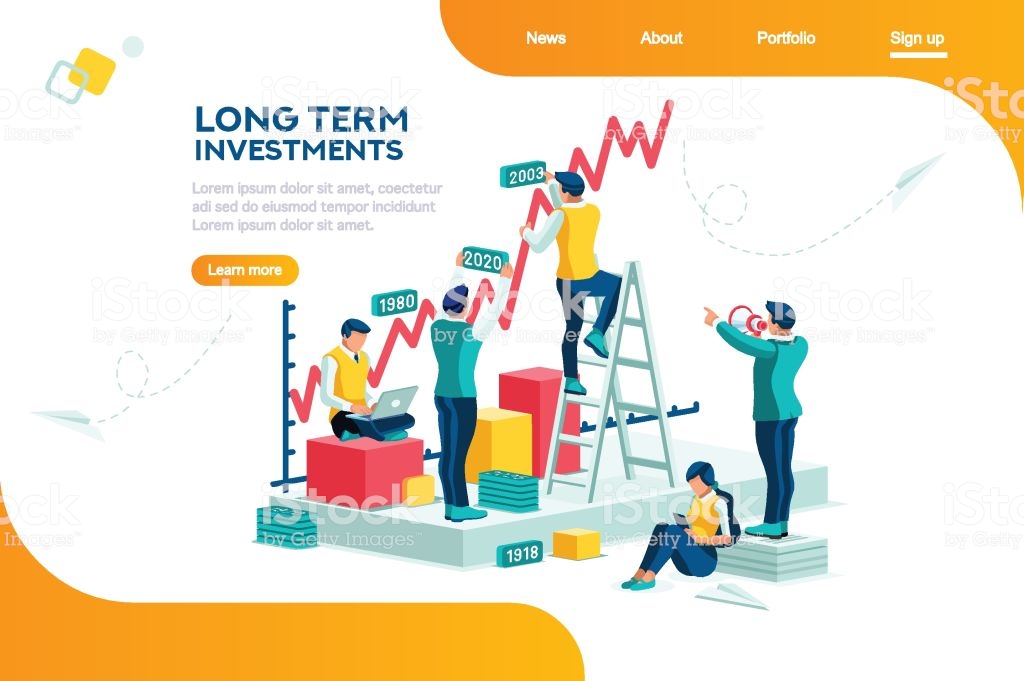 News About Portfolio Sign up
LONG TERM
INVESTMENTS
Lorem ipsum dolor sit amet, coectetur
adi sed do eiusmod tempor incididunt
Lorem ipsum dolor sit amet.
Learn more
2003
2020
1980
1918
iStock
by Getty Images™